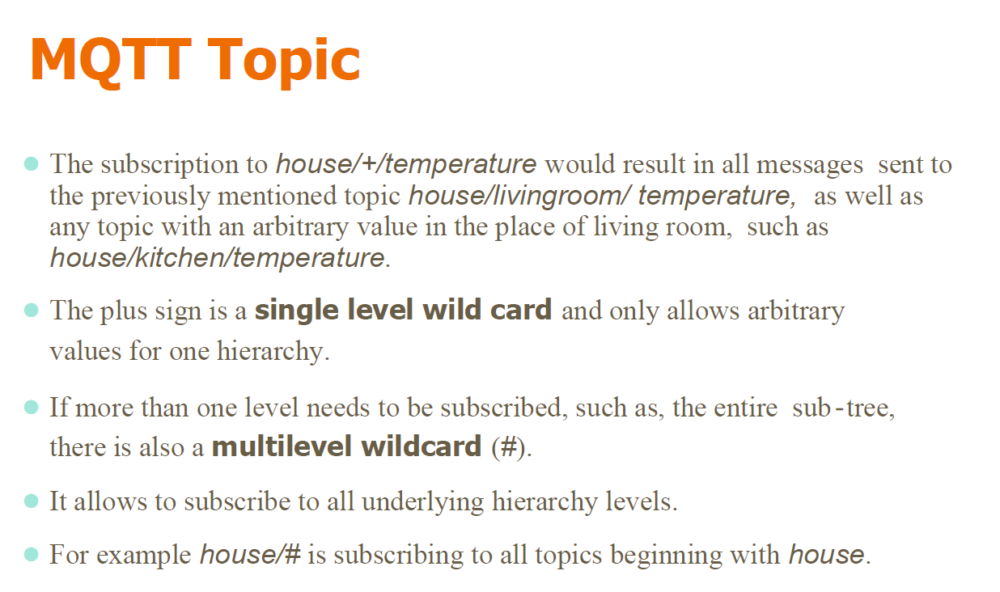 MQTT Topic
The subscription to house/+/temperature would result in all messages sent to
the previously mentioned topic house/livingroom/ temperature, as well as
any topic with an arbitrary value in the place of living room, such as
house/kitchen/temperature.
The plus sign is a single level wild card and only allows arbitrary
values for one hierarchy.
If more than one level needs to be subscribed, such as, the entire sub-tree,
there is also a multilevel wildcard (#).
It allows to subscribe to all underlying hierarchy levels.
For example house/# is subscribing to all topics beginning with house.